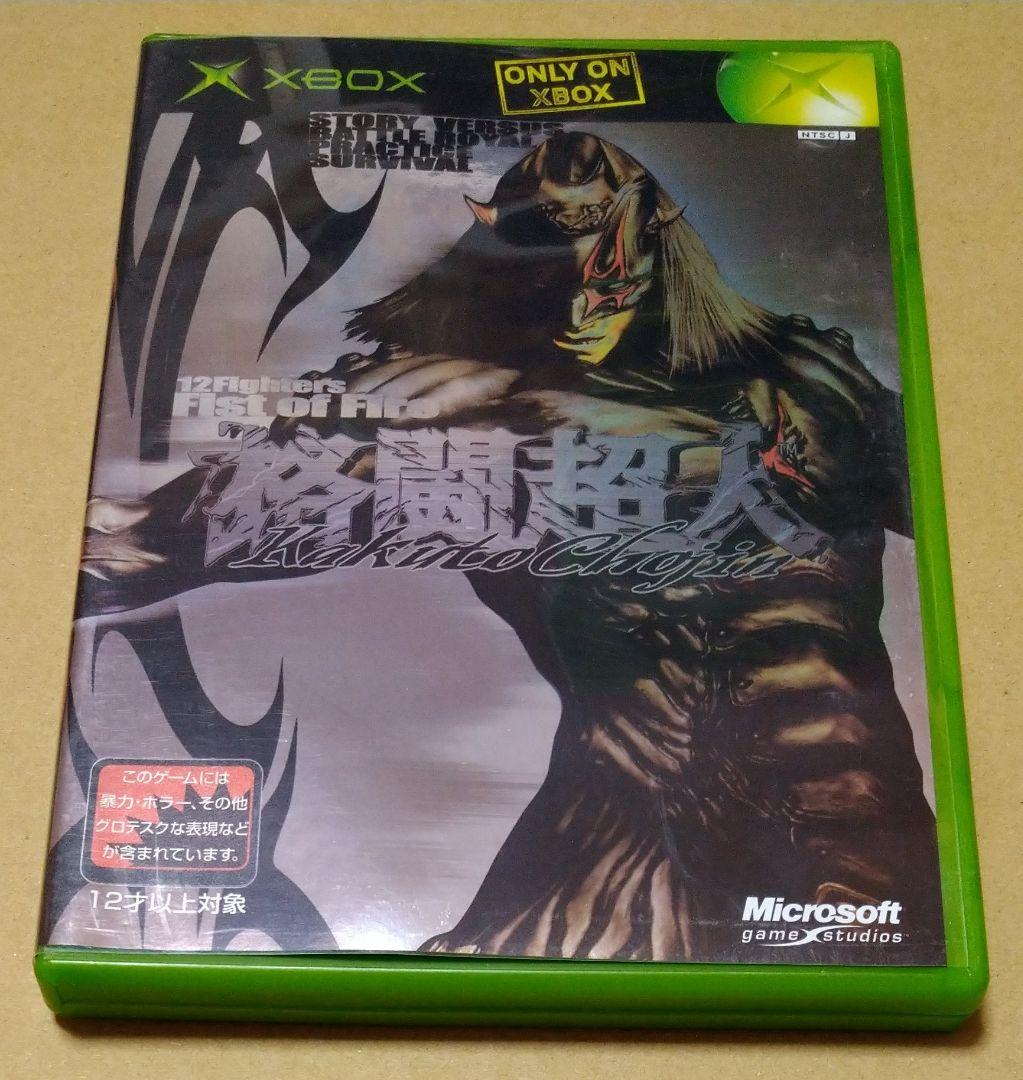 XBOX
ONLY ON
XBOX
NTSC J
STORY VERSUS
BATTLE ROYAL
PRACTICE
SURVIVAL
12Fighters
Fist of Fire
格闘超人
TM
Kakuto Chojin
このゲームには
暴力・ホラー、その他
グロテスクな表現など
が含まれています。
12才以上対象
Microsoft
game studios